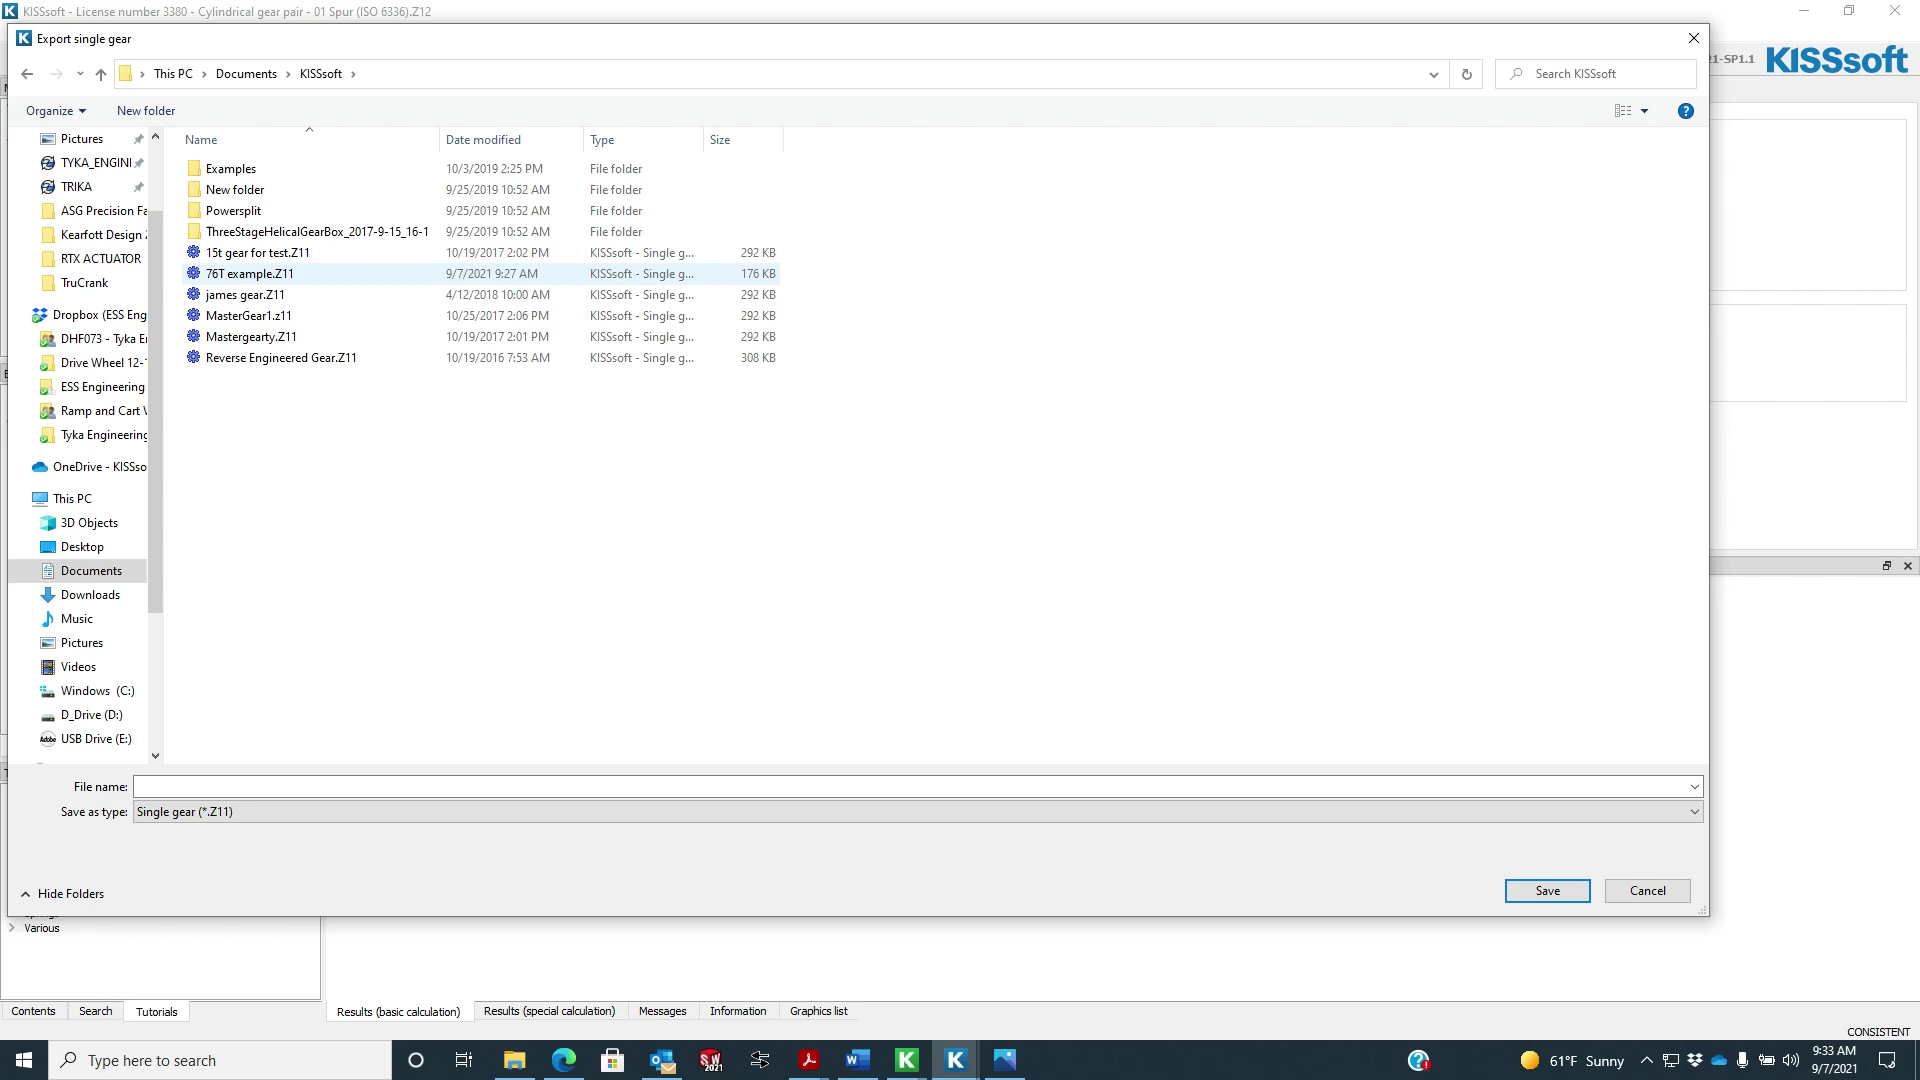 KISSsoft - License number 3380 - Cylindrical gear pair - 01 Spur (ISO 6336).Z12
Export single gear
21-SP1.1 KISSsoft
This PC Documents KISSsoft
Search KISSsoft
Organize New folder
Pictures
TYKA_ENGINI
TRIKA
ASG Precision Fa
Kearfott Design
RTX ACTUATOR
TruCrank
Dropbox (ESS Eng
DHF073 - Tyka
Drive Wheel 12-
ESS Engineering
Ramp and Cart
Tyka Engineering
OneDrive - KISSso
This PC
3D Objects
Desktop
Documents
Downloads
Music
Pictures
Videos
Windows (C:)
D_Drive (D:)
USB Drive (E:)
Name Date modified Type Size
Examples 10/3/2019 2:25 PM File folder
New folder 9/25/2019 10:52 AM File folder
Powersplit 9/25/2019 10:52 AM File folder
ThreeStageHelicalGearBox_2017-9-15_16-1 9/25/2019 10:52 AM File folder
15t gear for test.Z11 10/19/2017 2:02 PM KISSsoft - Single g... 292 KB
76T example.Z11 9/7/2021 9:27 AM KISSsoft - Single g... 176 KB
james gear.Z11 4/12/2018 10:00 AM KISSsoft - Single g... 292 KB
MasterGear1.z11 10/25/2017 2:06 PM KISSsoft - Single g... 292 KB
Mastergearty.Z11 10/19/2017 2:01 PM KISSsoft - Single g... 292 KB
Reverse Engineered Gear.Z11 10/19/2016 7:53 AM KISSsoft - Single g... 308 KB
File name:
Save as type: Single gear (*.Z11)
Hide Folders
Save Cancel
Various
Contents Search Tutorials
Results (basic calculation) Results (special calculation) Messages Information Graphics list
CONSISTENT
Type here to search
SW 2021
61°F Sunny
9:33 AM
9/7/2021